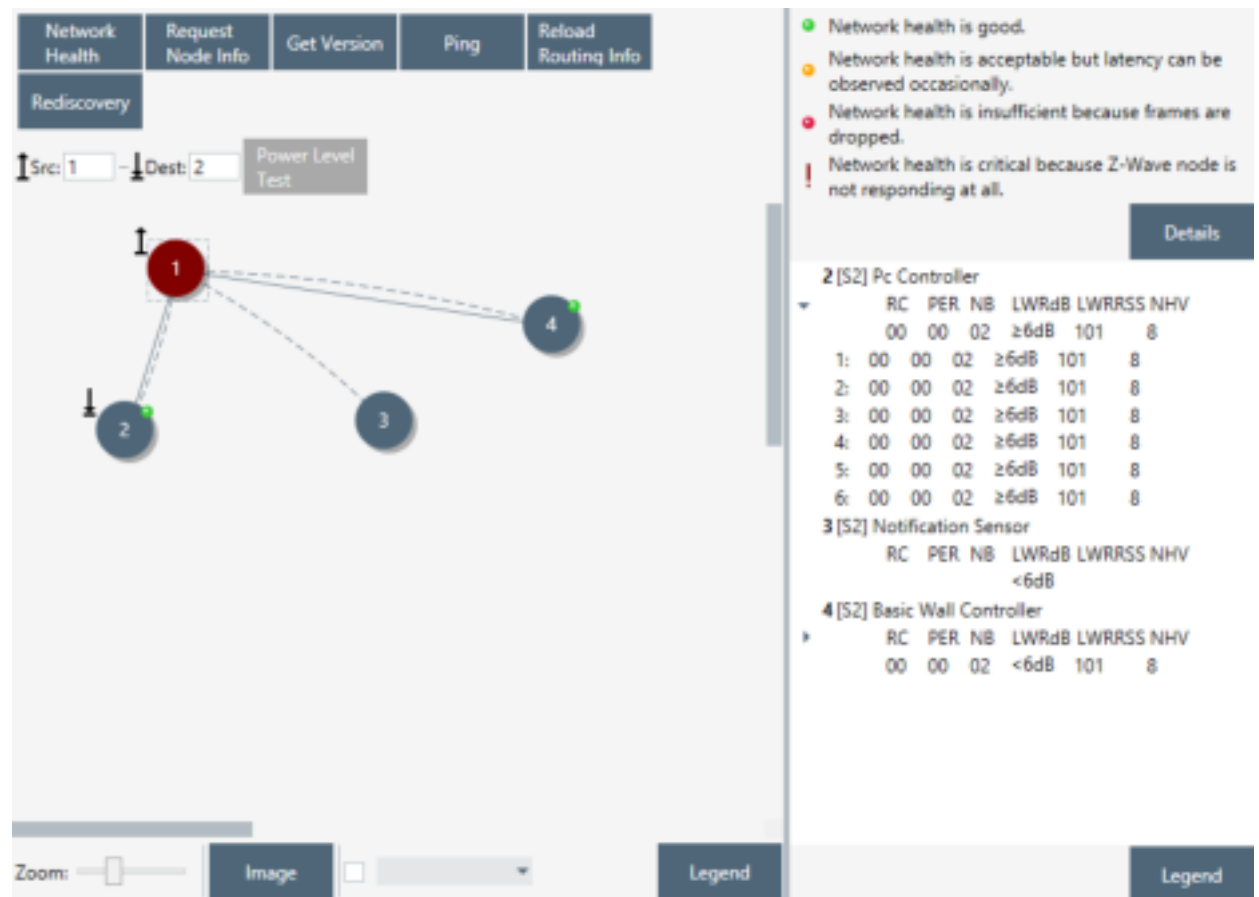 Network
Health
Request
Node Info
Get Version
Ping
Reload
Routing Info
Rediscovery
Src: 1
Dest: 2
Power Level
Test
1
4
3
2
Zoom:
Image
Legend
Network health is good.
Network health is acceptable but latency can be
observed occasionally.
Network health is insufficient because frames are
dropped.
Network health is critical because Z-Wave node is
not responding at all.
Details
2 [S2] Pc Controller
RC PER NB LWRdB LWRRSS NHV
00 00 02 ≥6dB 101 8
1: 00 00 02 ≥6dB 101 8
2: 00 00 02 ≥6dB 101 8
3: 00 00 02 ≥6dB 101 8
4: 00 00 02 ≥6dB 101 8
5: 00 00 02 ≥6dB 101 8
6: 00 00 02 ≥6dB 101 8
3 [S2] Notification Sensor
RC PER NB LWRdB LWRRSS NHV
<6dB
4 [S2] Basic Wall Controller
RC PER NB LWRdB LWRRSS NHV
00 00 02 <6dB 101 8
Legend